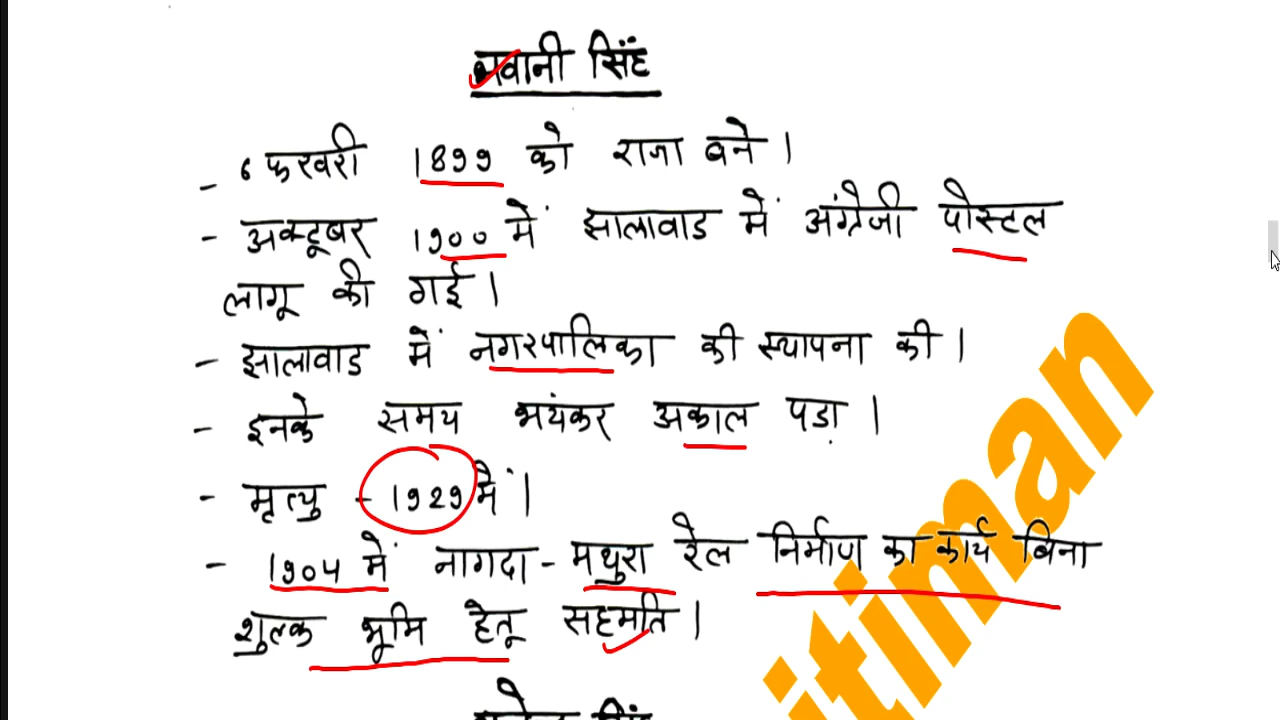 भवानी सिंह
- 6 फरवरी 1899 को राजा बने।
- अक्टूबर 1900 में झालावाड में अंग्रेजी पोस्टल
लागू की गई।
- झालावाड में नगरपालिका की स्थापना की।
- इनके समय भयंकर अकाल पड़ा।
- मृत्यु - 1929 में।
- 1904 में नागदा - मथुरा रेल निर्माण का कार्य बिना
शुल्क भूमि हेतू सहमति।
itiman